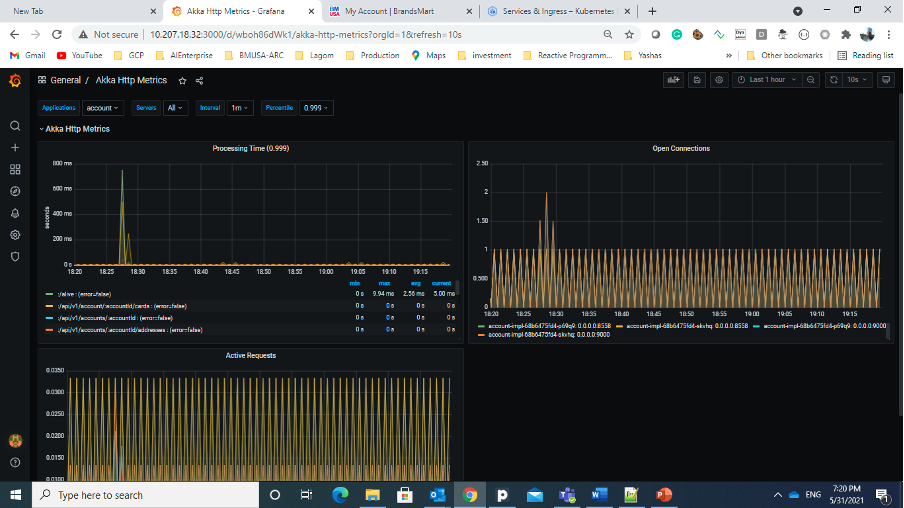 New Tab
Akka Http Metrics - Grafana
My Account | BrandsMart
Services & Ingress – Kubernetes
Not secure
10.207.18.32:3000/d/wboh86dWk1/akka-http-metrics?orgId=1&refresh=10s
Gmail
YouTube
GCP
AIEnterprise
BMUSA-ARC
Lagom
Production
Maps
investment
Reactive Programm...
Yashas
Other bookmarks
Reading list
General / Akka Http Metrics
Last 1 hour
10s
Applications
account
Servers
All
Interval
1m
Percentile
0.999
Akka Http Metrics
Processing Time (0.999)
800 ms
600 ms
400 ms
200 ms
0 s
seconds
18:20 18:25 18:30 18:35 18:40 18:45 18:50 18:55 19:00 19:05 19:10 19:15
min max avg current
:/alive : (error=false) 0 s 9.94 ms 2.56 ms 5.00 ms
:/api/v1/account/:accountId/cards : (error=false) 0 s 0 s 0 s 0 s
:/api/v1/accounts/:accountId : (error=false) 0 s 0 s 0 s 0 s
:/api/v1/accounts/:accountId/addresses : (error=false) 0 s 0 s 0 s 0 s
Open Connections
2.50
2
1.50
1
0.500
0
18:20 18:25 18:30 18:35 18:40 18:45 18:50 18:55 19:00 19:05 19:10 19:15
account-impl-68b6475fd4-p69q9: 0.0.0.0:8558
account-impl-68b6475fd4-skvhq: 0.0.0.0:8558
account-impl-68b6475fd4-p69q9: 0.0.0.0:9000
account-impl-68b6475fd4-skvhq: 0.0.0.0:9000
Active Requests
0.0350
0.0300
0.0250
0.0200
0.0150
0.0100
Type here to search
ENG
7:20 PM
5/31/2021
1